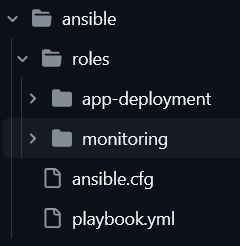 ansible
roles
app-deployment
monitoring
ansible.cfg
playbook.yml